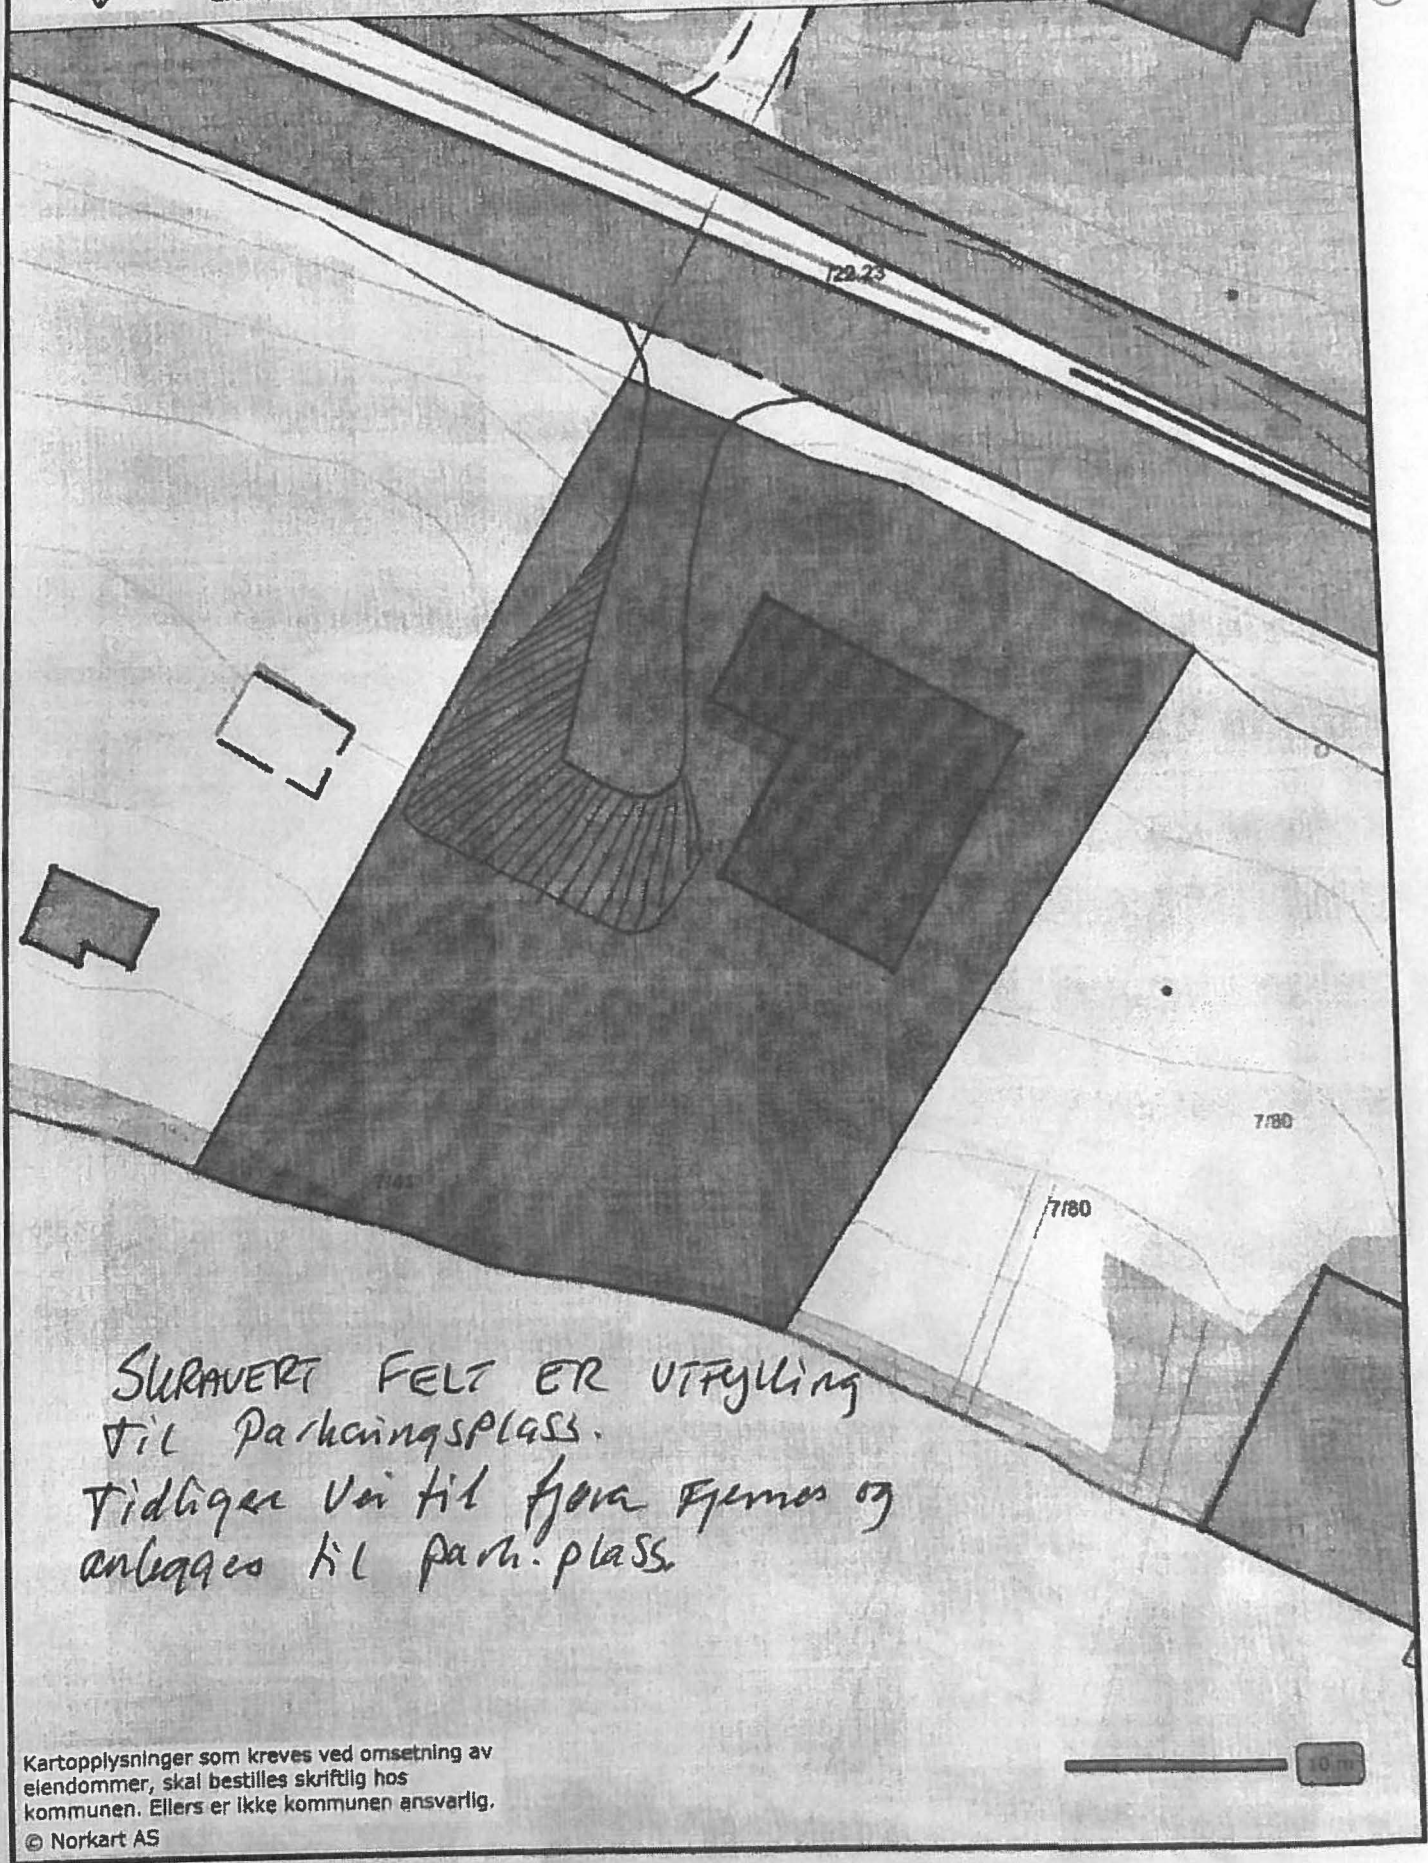 122.23
7/80
7/80
SKRAVERT FELT ER UTFYLLING
til Parkeringsplass.
Tidligere Vei til fjæra Fjernes og
anlegges til park.plass.
10 m
Kartopplysninger som kreves ved omsetning av
eiendommer, skal bestilles skriftlig hos
kommunen. Ellers er ikke kommunen ansvarlig.
© Norkart AS